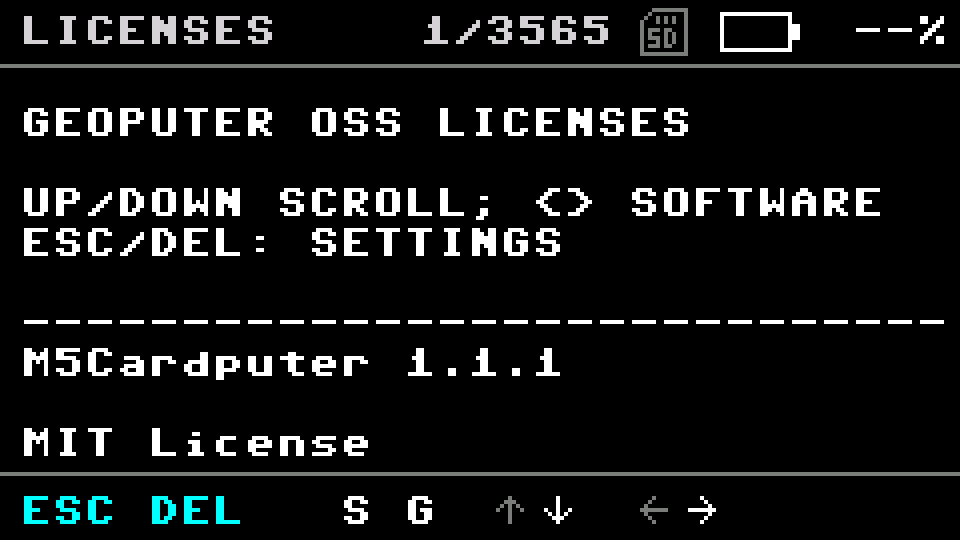 LICENSES 1/3565 SD --%
GEOPUTER OSS LICENSES
UP/DOWN SCROLL; <> SOFTWARE
ESC/DEL: SETTINGS
-----------------------------
M5Cardputer 1.1.1
MIT License
ESC DEL S G ↑ ↓ ← →